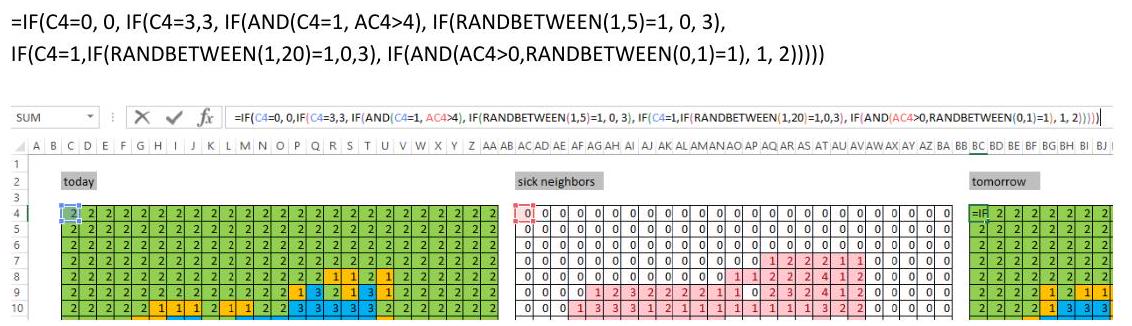 =IF(C4=0, 0, IF(C4=3,3, IF(AND(C4=1, AC4>4), IF(RANDBETWEEN(1,5)=1, 0, 3),
IF(C4=1,IF(RANDBETWEEN(1,20)=1,0,3), IF(AND(AC4>0,RANDBETWEEN(0,1)=1), 1, 2)))))
SUM fx =IF(C4=0, 0,IF(C4=3,3, IF(AND(C4=1, AC4>4), IF(RANDBETWEEN(1,5)=1, 0, 3), IF(C4=1,IF(RANDBETWEEN(1,20)=1,0,3), IF(AND(AC4>0,RANDBETWEEN(0,1)=1), 1, 2)))))
A B C D E F G H I J K L M N O P Q R S T U V W X Y Z AA AB AC AD AE AF AG AH AI AJ AK AL AM AN AO AP AQ AR AS AT AU AV AW AX AY AZ BA BB BC BD BE BF BG BH BI BJ
1
2 today sick neighbors tomorrow
3
4 2 2 2 2 2 2 2 2 2 2 2 2 2 2 2 2 2 2 2 2 2 2 2 2 2 0 0 0 0 0 0 0 0 0 0 0 0 0 0 0 0 0 0 0 0 0 0 0 0 0 =IF 2 2 2 2 2 2 2
5 2 2 2 2 2 2 2 2 2 2 2 2 2 2 2 2 2 2 2 2 2 2 2 2 2 0 0 0 0 0 0 0 0 0 0 0 0 0 0 0 0 0 0 0 0 0 0 0 0 0 2 2 2 2 2 2 2 2
6 2 2 2 2 2 2 2 2 2 2 2 2 2 2 2 2 2 2 2 2 2 2 2 2 2 0 0 0 0 0 0 0 0 0 0 0 0 0 0 0 0 0 0 0 0 0 0 0 0 0 2 2 2 2 2 2 2 2
7 2 2 2 2 2 2 2 2 2 2 2 2 2 2 2 2 2 2 2 2 2 2 2 2 2 0 0 0 0 0 0 0 0 0 0 0 0 0 0 1 2 2 2 1 1 0 0 0 0 0 2 2 2 2 2 2 2 2
8 2 2 2 2 2 2 2 2 2 2 2 2 2 2 2 1 1 2 1 2 2 2 2 2 2 0 0 0 0 0 0 0 0 0 0 0 0 1 1 2 2 2 4 1 2 0 0 0 0 0 2 2 2 2 2 2 2 2
9 2 2 2 2 2 2 2 2 2 2 2 2 2 1 3 2 1 3 1 2 2 2 2 2 2 0 0 0 0 1 2 3 2 2 2 2 1 1 0 2 3 2 4 1 2 0 0 0 0 0 2 2 2 2 1 2 1 1
10 2 2 2 2 2 1 1 1 2 1 1 2 2 3 3 3 3 3 2 2 2 2 2 2 2 0 0 0 1 3 3 1 1 3 3 1 1 1 1 1 1 1 3 2 2 0 0 0 0 0 2 2 2 2 1 3 3 3